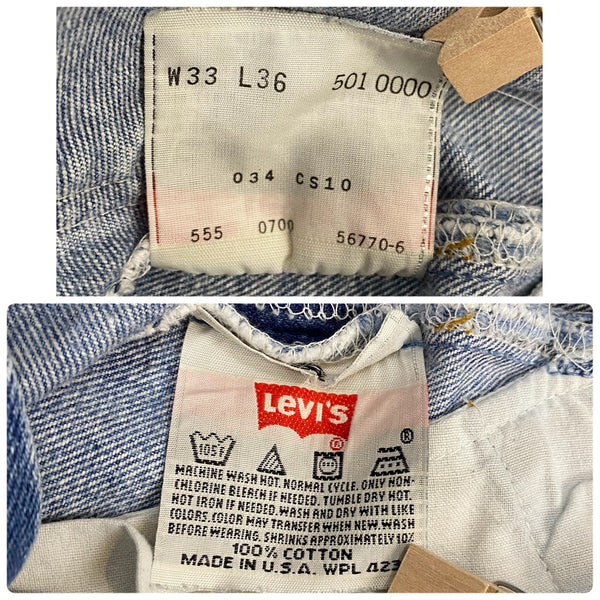 W33 L36 501 0000
034 CS10
555 0700 56770-6
LEVI'S
®
105F ®
MACHINE WASH HOT. NORMAL CYCLE. ONLY NON-
CHLORINE BLEACH IF NEEDED. TUMBLE DRY HOT.
HOT IRON IF NEEDED. WASH AND DRY WITH LIKE
COLORS. COLOR MAY TRANSFER WHEN NEW. WASH
BEFORE WEARING. SHRINKS APPROXIMATELY 10%
100% COTTON
MADE IN U.S.A. WPL 423